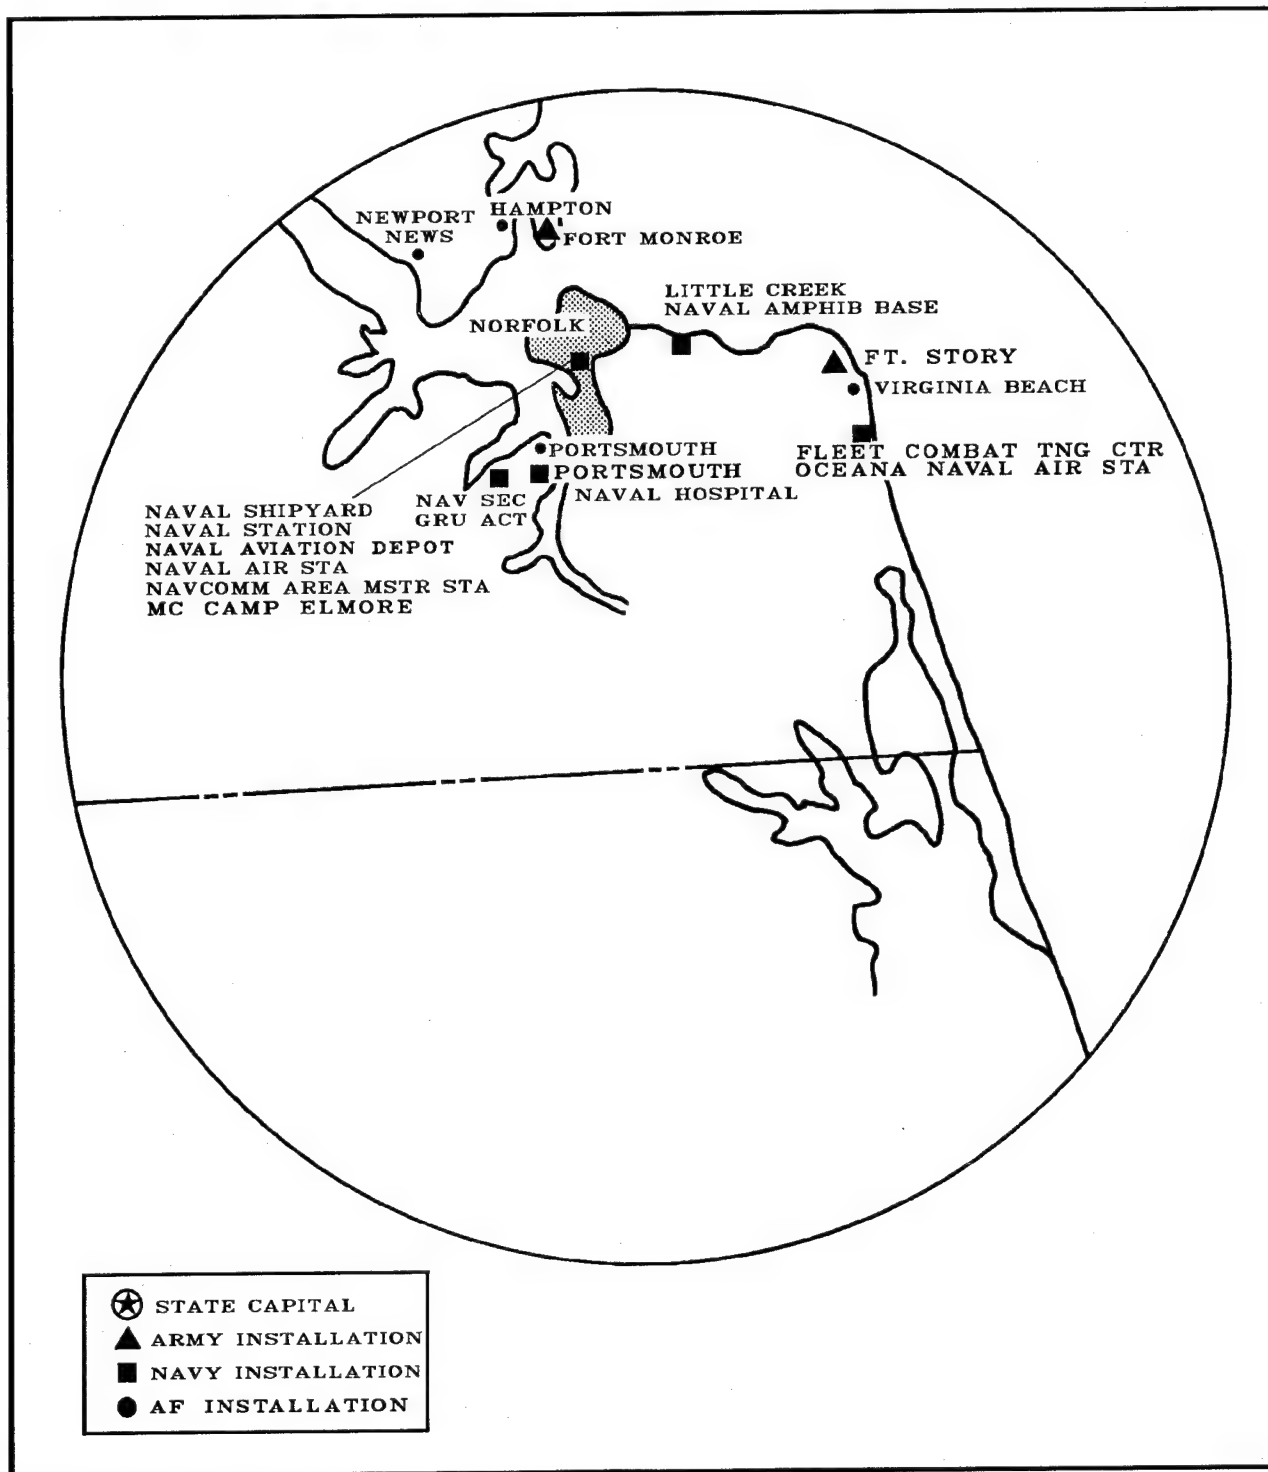 HAMPTON
NEWPORT
NEWS
FORT MONROE
LITTLE CREEK
NAVAL AMPHIB BASE
NORFOLK
FT. STORY
VIRGINIA BEACH
PORTSMOUTH
FLEET COMBAT TNG CTR
OCEANA NAVAL AIR STA
PORTSMOUTH
NAVAL HOSPITAL
NAV SEC
GRU ACT
NAVAL SHIPYARD
NAVAL STATION
NAVAL AVIATION DEPOT
NAVAL AIR STA
NAVCOMM AREA MSTR STA
MC CAMP ELMORE
STATE CAPITAL
ARMY INSTALLATION
NAVY INSTALLATION
AF INSTALLATION